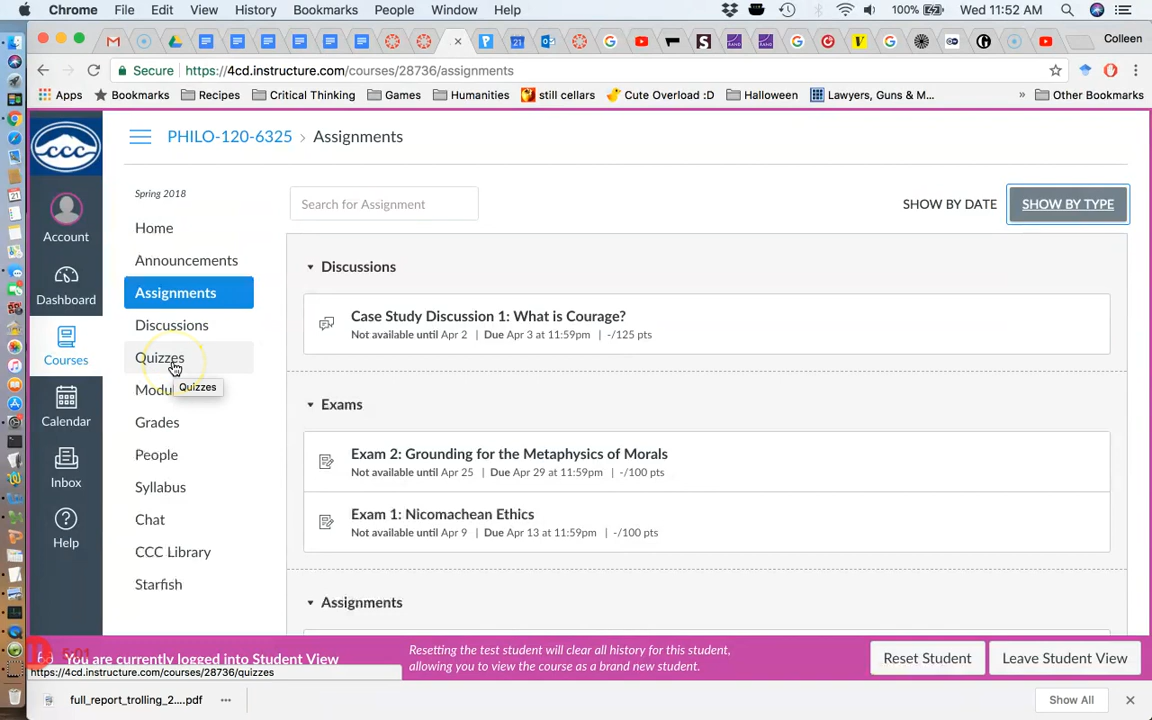 Chrome File Edit View History Bookmarks People Window Help 100% Wed 11:52 AM
Colleen
Secure https://4cd.instructure.com/courses/28736/assignments
Apps Bookmarks Recipes Critical Thinking Games Humanities still cellars Cute Overload :D Halloween Lawyers, Guns & M... » Other Bookmarks
CCC
PHILO-120-6325 › Assignments
Spring 2018
Search for Assignment
SHOW BY DATE
SHOW BY TYPE
Account
Dashboard
Courses
Calendar
Inbox
Help
Home
Announcements
Assignments
Discussions
Quizzes
Quizzes
Modu
Grades
People
Syllabus
Chat
CCC Library
Starfish
Discussions
Case Study Discussion 1: What is Courage?
Not available until Apr 2 | Due Apr 3 at 11:59pm | -/125 pts
Exams
Exam 2: Grounding for the Metaphysics of Morals
Not available until Apr 25 | Due Apr 29 at 11:59pm | -/100 pts
Exam 1: Nicomachean Ethics
Not available until Apr 9 | Due Apr 13 at 11:59pm | -/100 pts
Assignments
5:01
You are currently logged into Student View
Resetting the test student will clear all history for this student,
allowing you to view the course as a brand new student.
Reset Student
Leave Student View
https://4cd.instructure.com/courses/28736/quizzes
full_report_trolling_2....pdf
Show All